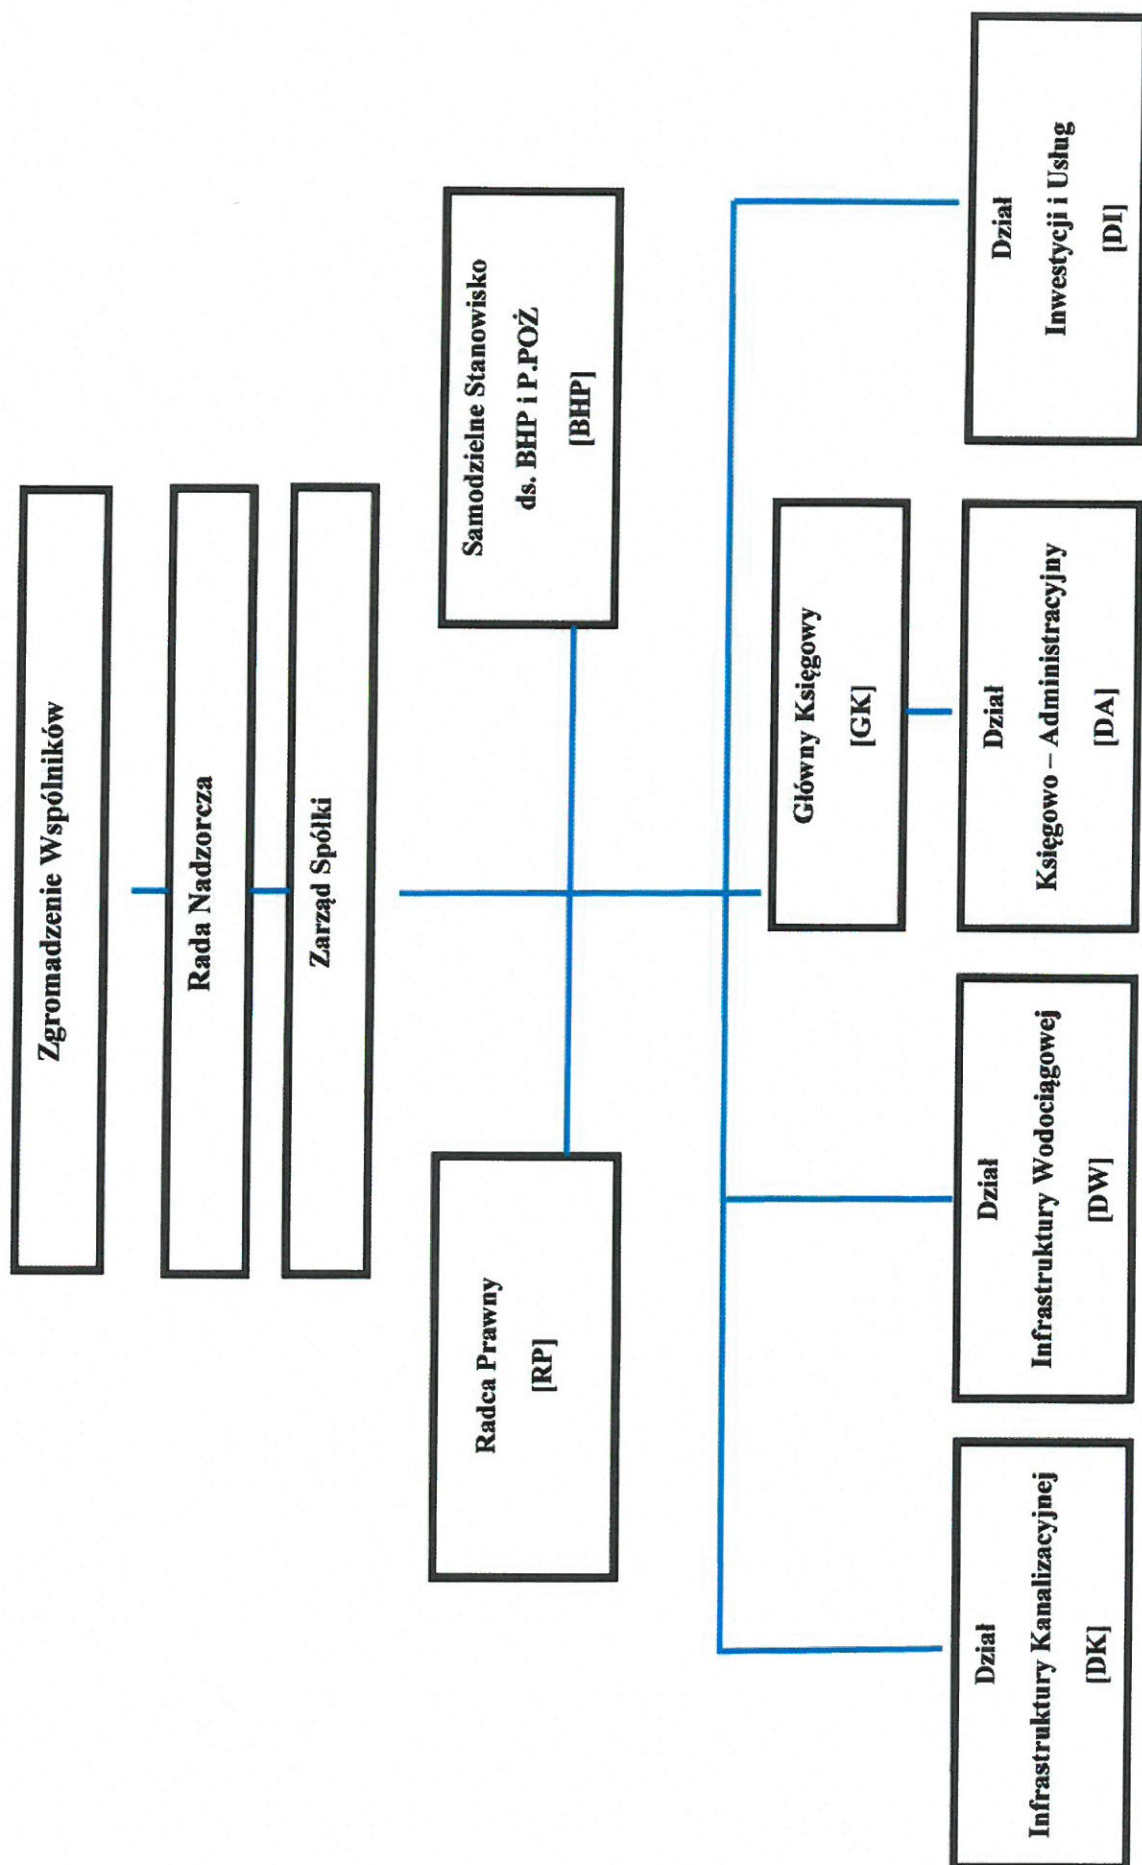 Zgromadzenie Wspólników
Rada Nadzorcza
Zarząd Spółki
Radca Prawny
[RP]
Samodzielne Stanowisko
ds. BHP i P.POŻ
[BHP]
Główny Księgowy
[GK]
Dział
Infrastruktury Kanalizacyjnej
[DK]
Dział
Infrastruktury Wodociągowej
[DW]
Dział
Księgowo – Administracyjny
[DA]
Dział
Inwestycji i Usług
[DI]